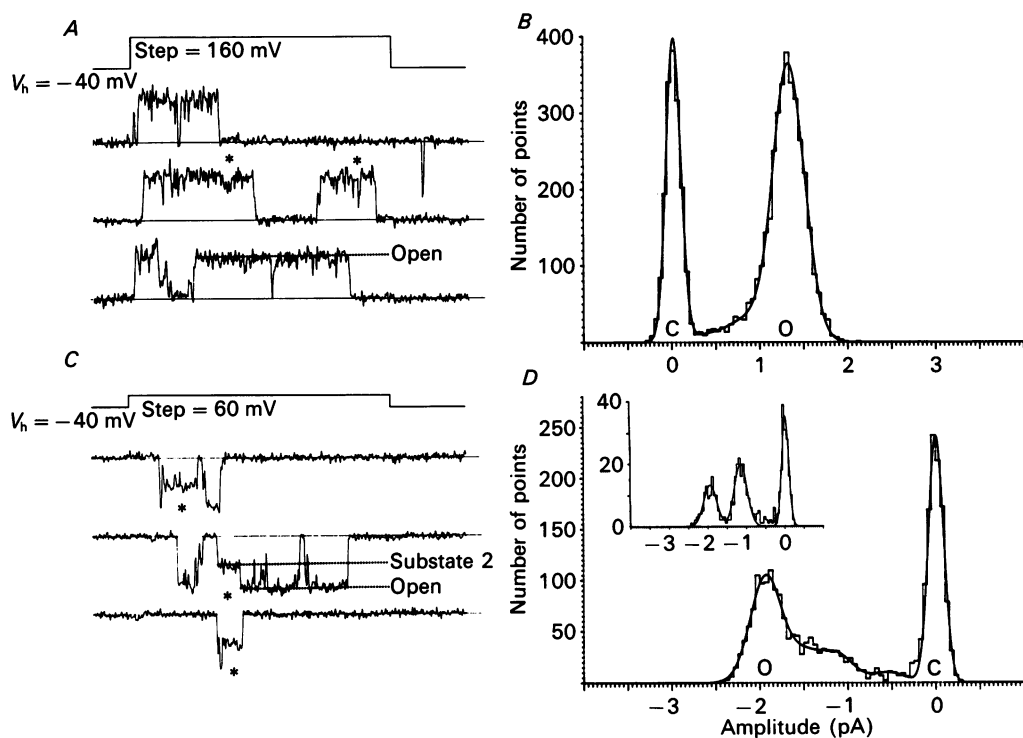 A
Step = 160 mV
Vh = −40 mV
*
*
Open
B
Number of points
400
300
200
100
C
O
0
1
2
3
C
Step = 60 mV
Vh = −40 mV
*
Substate 2
Open
*
*
D
Number of points
250
200
150
100
50
40
20
0
−3
−2
−1
0
O
C
−3
−2
−1
0
Amplitude (pA)